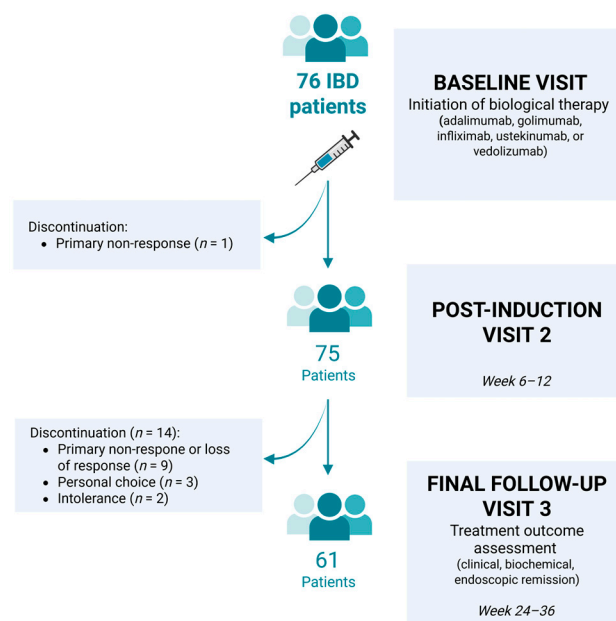 76 IBD
patients
BASELINE VISIT
Initiation of biological therapy
(adalimumab, golimumab,
infliximab, ustekinumab, or
vedolizumab)
Discontinuation:
• Primary non-response (n = 1)
75
Patients
POST-INDUCTION
VISIT 2
Week 6–12
Discontinuation (n = 14):
• Primary non-respone or loss
of response (n = 9)
• Personal choice (n = 3)
• Intolerance (n = 2)
61
Patients
FINAL FOLLOW-UP
VISIT 3
Treatment outcome
assessment
(clinical, biochemical,
endoscopic remission)
Week 24–36